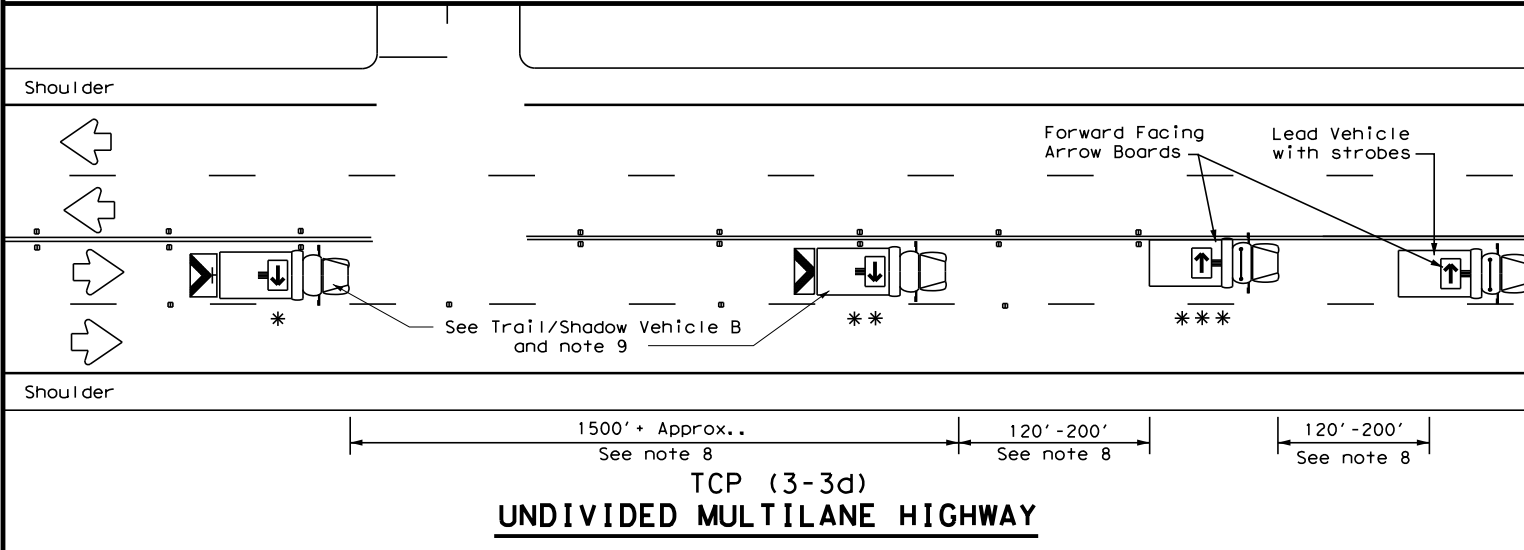 Shoulder
Forward Facing
Arrow Boards
Lead Vehicle
with strobes
*
**
***
See Trail/Shadow Vehicle B
and note 9
Shoulder
1500'+ Approx..
See note 8
120'-200'
See note 8
120'-200'
See note 8
TCP (3-3d)
UNDIVIDED MULTILANE HIGHWAY